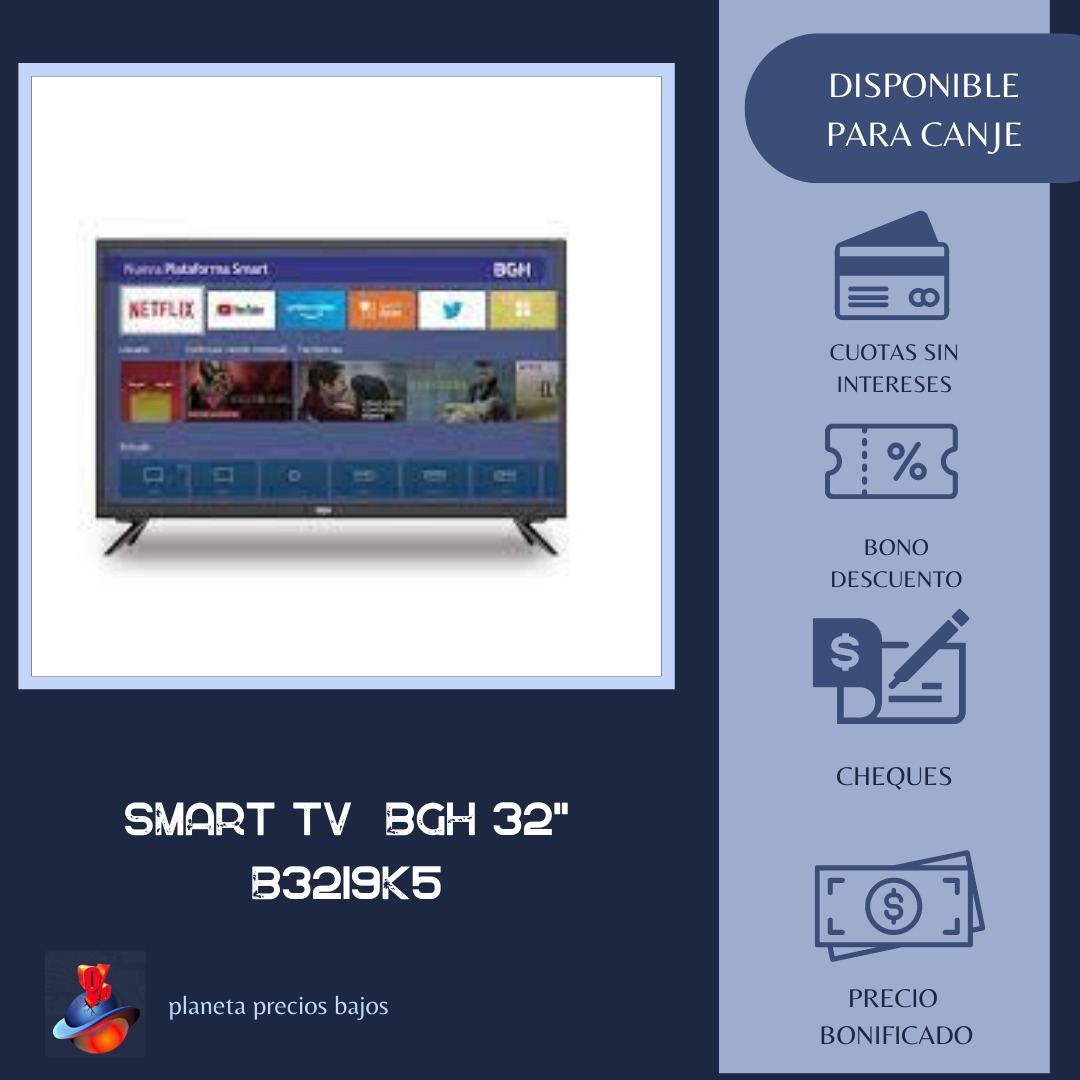 DISPONIBLE
PARA CANJE
Nueva Plataforma Smart
BGH
NETFLIX
YouTube
CUOTAS SIN
INTERESES
%
BONO
DESCUENTO
$
CHEQUES
$
PRECIO
BONIFICADO
SMART TV BGH 32"
B3219K5
%
planeta precios bajos